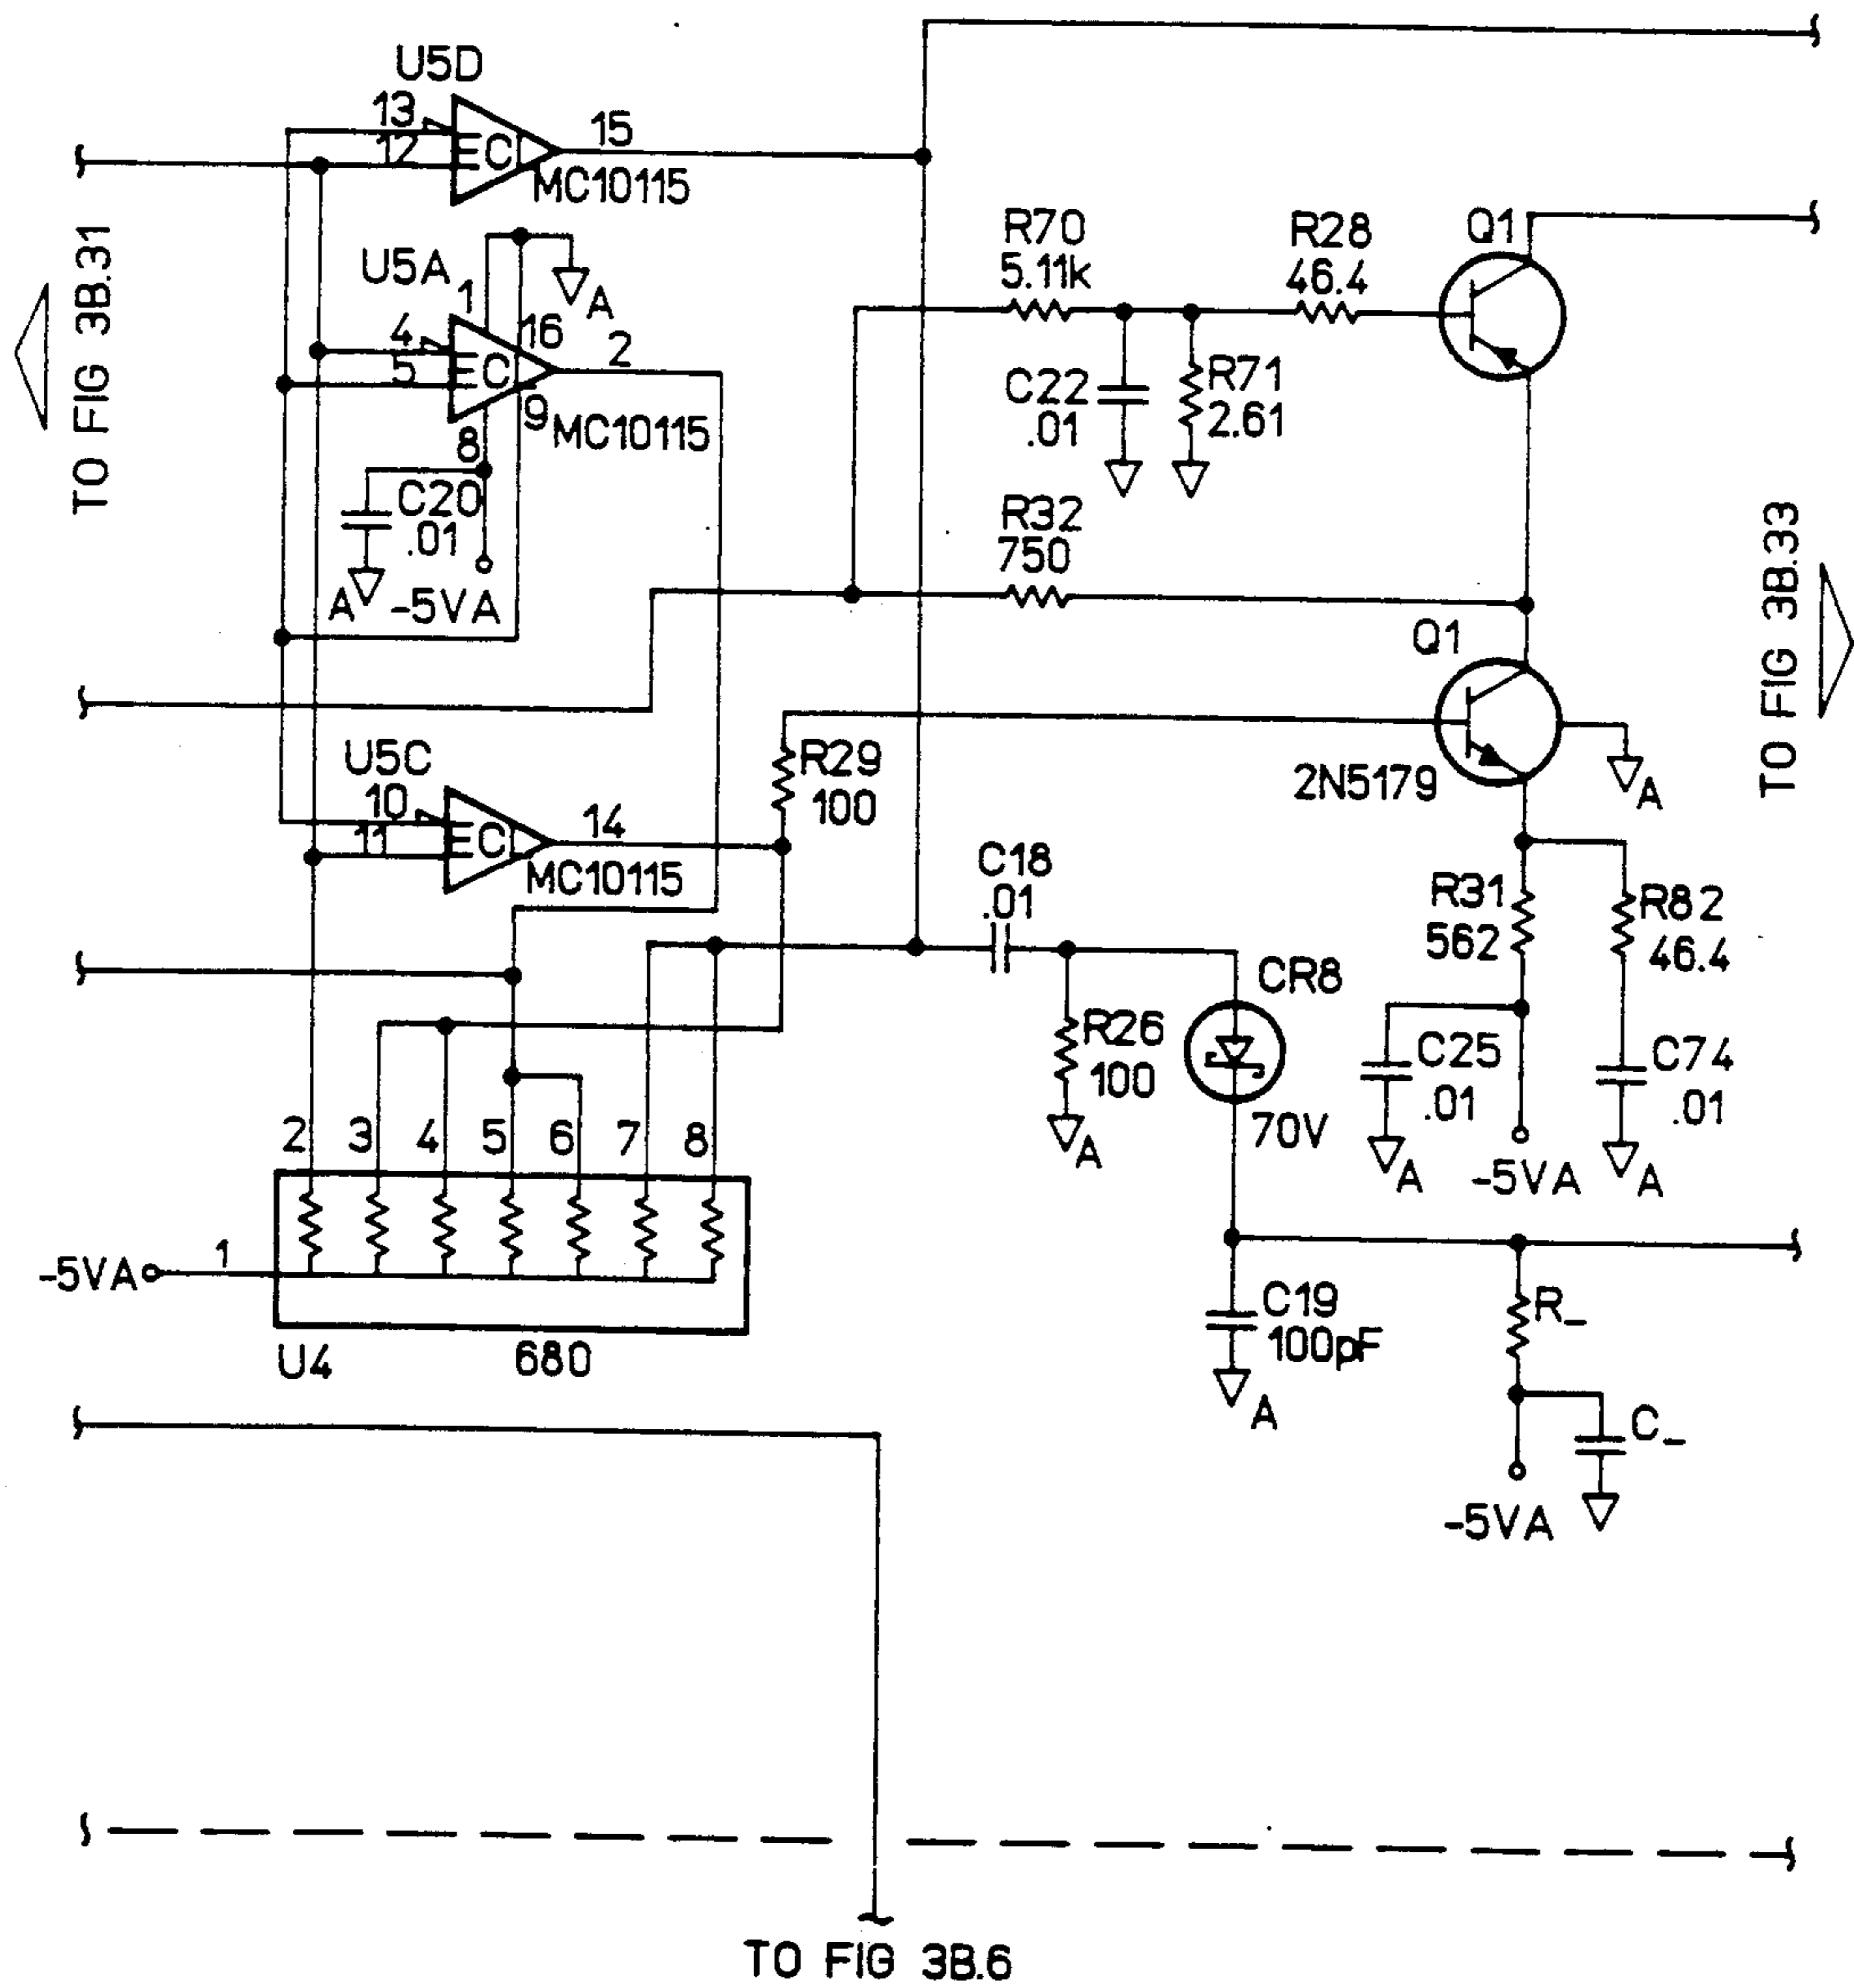 U5D
13
12
EC
15
MC10115
TO FIG 3B.31
U5A
1
A
4
5
EC
16
2
9
MC10115
8
C20
.01
A
-5VA
R70
5.11k
R28
46.4
Q1
C22
.01
R71
2.61
R32
750
TO FIG 3B.33
Q1
2N5179
A
U5C
10
11
EC
14
MC10115
R29
100
C18
.01
R31
562
R82
46.4
CR8
70V
R26
100
A
C25
.01
A
-5VA
C74
.01
A
2
3
4
5
6
7
8
-5VA
1
U4
680
C19
100pF
A
R_
C_
-5VA
TO FIG 3B.6